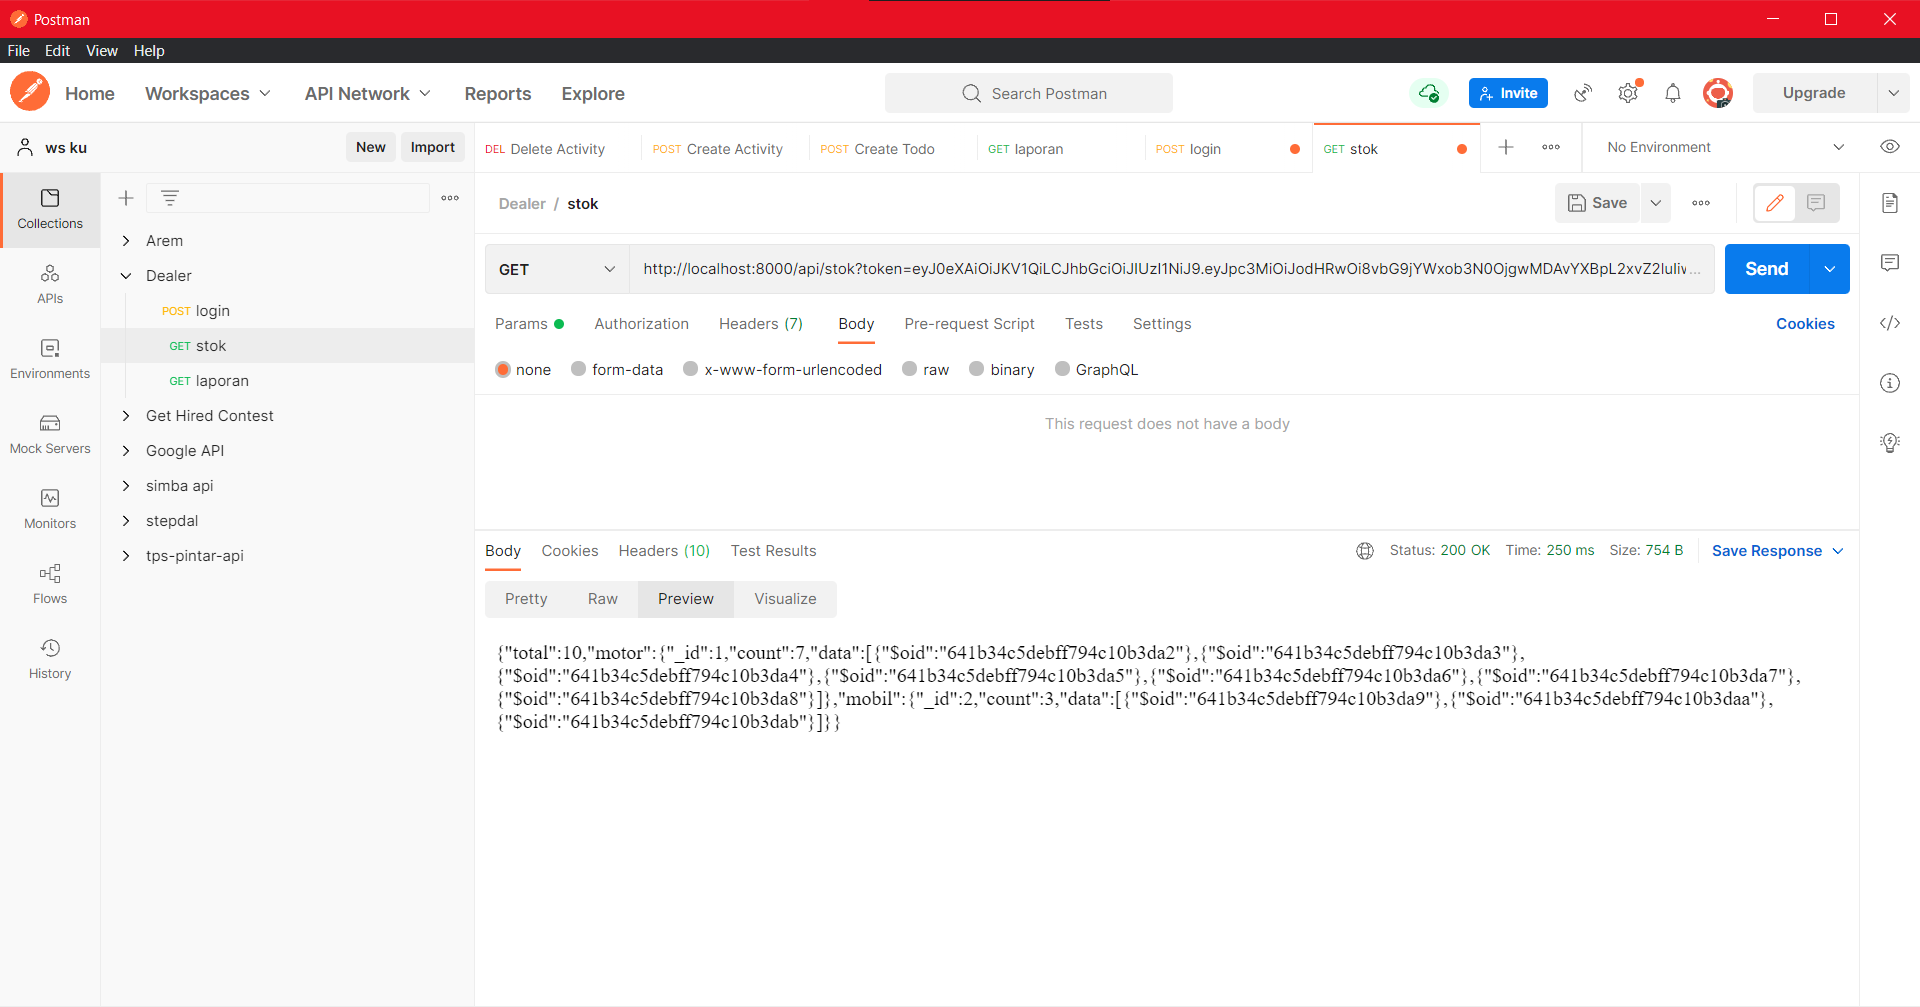 Postman
File Edit View Help
Home Workspaces API Network Reports Explore Search Postman Invite Upgrade
ws ku New Import
DEL Delete Activity POST Create Activity POST Create Todo GET laporan POST login GET stok No Environment
Collections
APIs
Environments
Mock Servers
Monitors
Flows
History
Arem
Dealer
POST login
GET stok
GET laporan
Get Hired Contest
Google API
simba api
stepdal
tps-pintar-api
Dealer / stok Save
GET http://localhost:8000/api/stok?token=eyJ0eXAiOiJKV1QiLCJhbGciOiJIUzI1NiJ9.eyJpc3MiOiJodHRwOi8vbG9jYWxob3N0OjgwMDAvYXBpL2xvZ2luIiv... Send
Params Authorization Headers (7) Body Pre-request Script Tests Settings Cookies
none form-data x-www-form-urlencoded raw binary GraphQL
This request does not have a body
Body Cookies Headers (10) Test Results Status: 200 OK Time: 250 ms Size: 754 B Save Response
Pretty Raw Preview Visualize
{"total":10,"motor":{"_id":1,"count":7,"data":[{"$oid":"641b34c5debff794c10b3da2"},{"$oid":"641b34c5debff794c10b3da3"},
{"$oid":"641b34c5debff794c10b3da4"},{"$oid":"641b34c5debff794c10b3da5"},{"$oid":"641b34c5debff794c10b3da6"},{"$oid":"641b34c5debff794c10b3da7"},
{"$oid":"641b34c5debff794c10b3da8"}]},"mobil":{"_id":2,"count":3,"data":[{"$oid":"641b34c5debff794c10b3da9"},{"$oid":"641b34c5debff794c10b3daa"},
{"$oid":"641b34c5debff794c10b3dab"}]}}